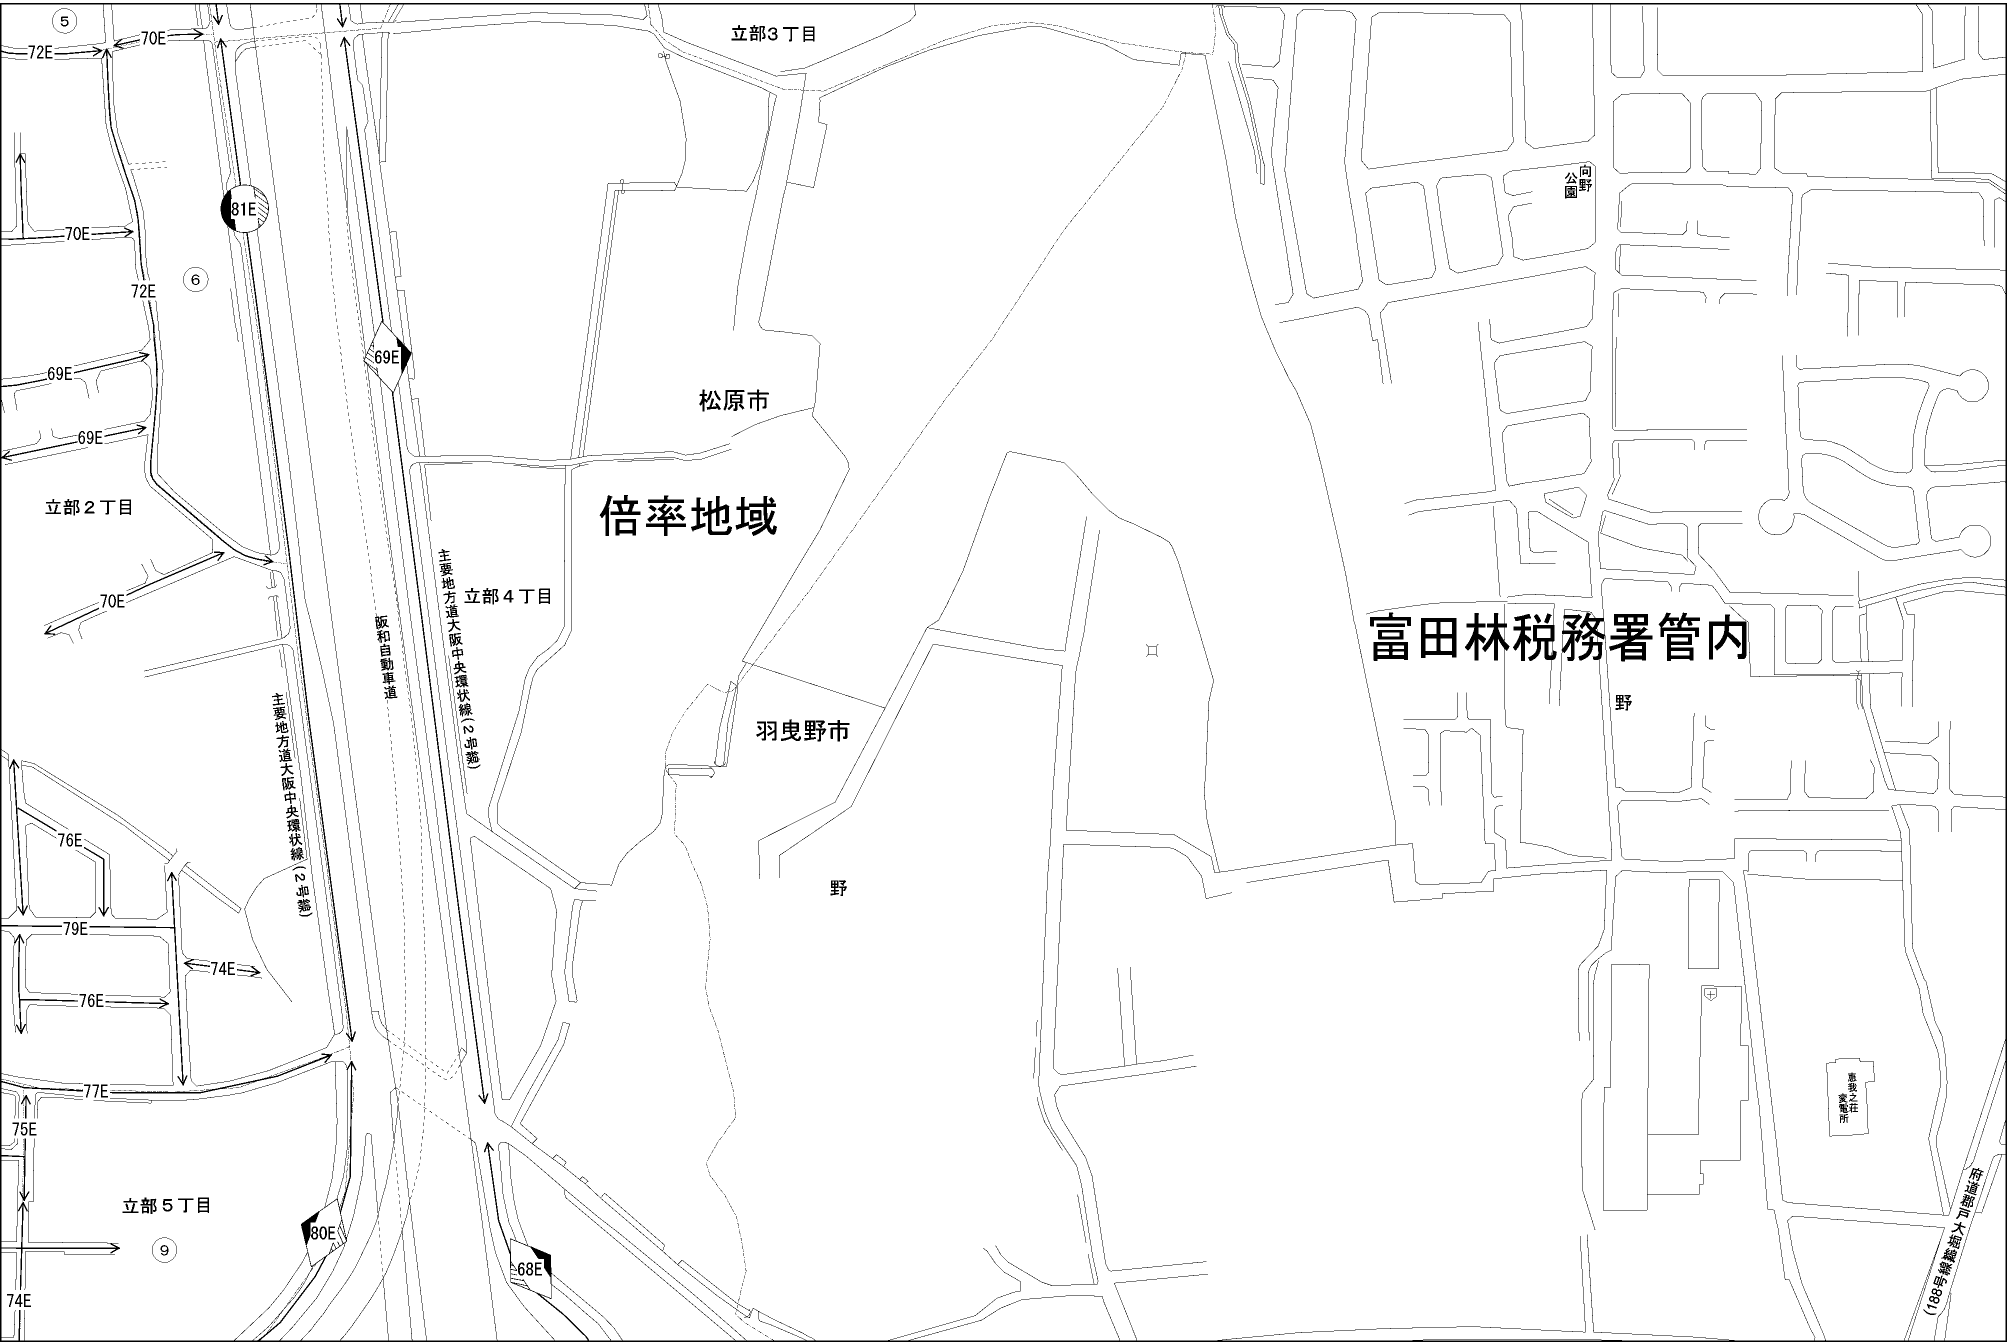 5
立部3丁目
70E
72E
向野
公園
81E
70E
6
72E
69E
69E
松原市
69E
立部2丁目
倍率地域
主要地方道大阪中央環状線(2号線)
立部4丁目
70E
阪和自動車道
富田林税務署管内
主要地方道大阪中央環状線(2号線)
野
羽曳野市
76E
野
79E
74E
76E
77E
恵我之荘
変電所
75E
立部5丁目
府道郡戸大堀線
(188号線)
80E
9
68E
74E